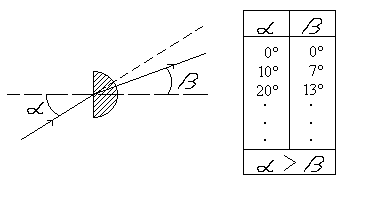 α
β
α β
0° 0°
10° 7°
20° 13°
. .
. .
. .
α > β